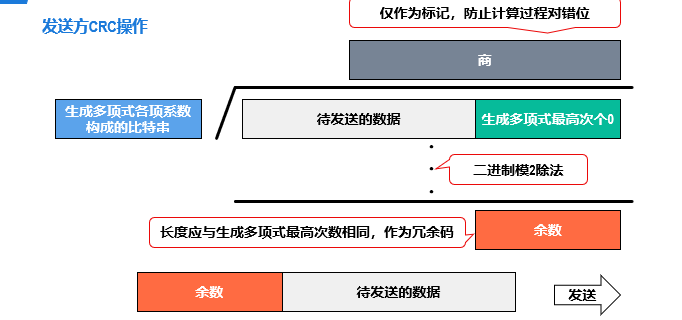 仅作为标记，防止计算过程对错位
发送方CRC操作
商
生成多项式各项系数
构成的比特串
待发送的数据
生成多项式最高次个0
二进制模2除法
长度应与生成多项式最高次数相同，作为冗余码
余数
余数
待发送的数据
发送